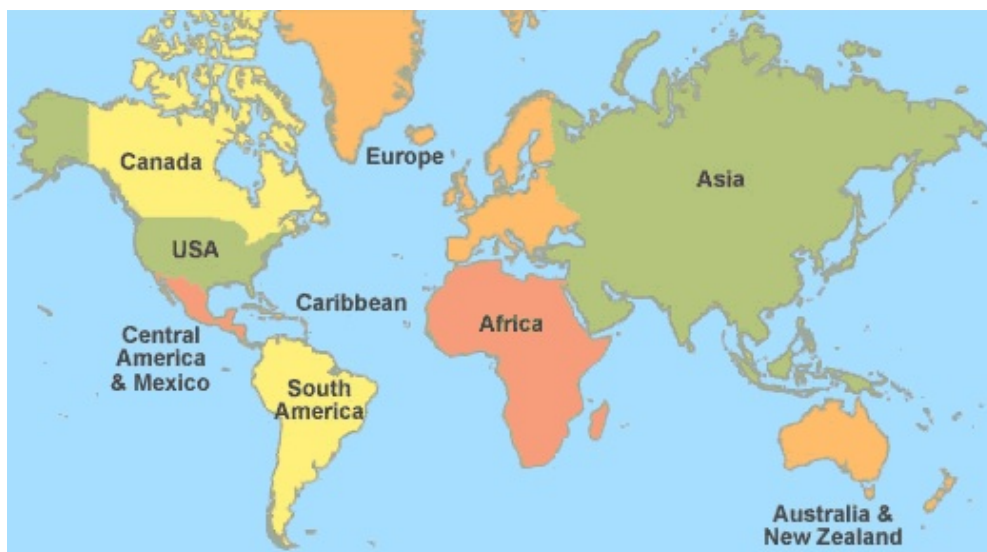 Europe
Canada
Asia
USA
Caribbean
Africa
Central
America
& Mexico
South
America
Australia &
New Zealand